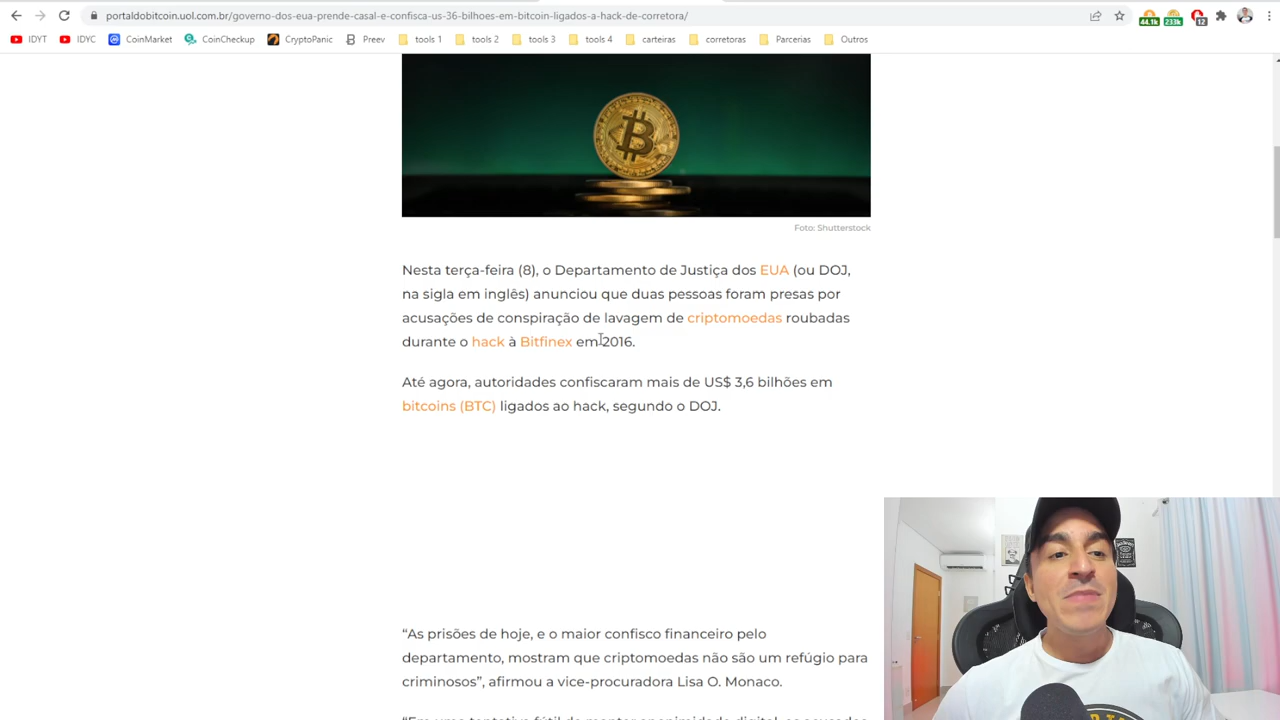 portaldobitcoin.uol.com.br/governo-dos-eua-prende-casal-e-confisca-us-36-bilhoes-em-bitcoin-ligados-a-hack-de-corretora/
44.1k 233k 12
IDYT IDYC CoinMarket CoinCheckup CryptoPanic Preev tools 1 tools 2 tools 3 tools 4 carteiras corretoras Parcerias Outros
Foto: Shutterstock
Nesta terça-feira (8), o Departamento de Justiça dos EUA (ou DOJ,
na sigla em inglês) anunciou que duas pessoas foram presas por
acusações de conspiração de lavagem de criptomoedas roubadas
durante o hack à Bitfinex em 2016.
Até agora, autoridades confiscaram mais de US$ 3,6 bilhões em
bitcoins (BTC) ligados ao hack, segundo o DOJ.
“As prisões de hoje, e o maior confisco financeiro pelo
departamento, mostram que criptomoedas não são um refúgio para
criminosos”, afirmou a vice-procuradora Lisa O. Monaco.